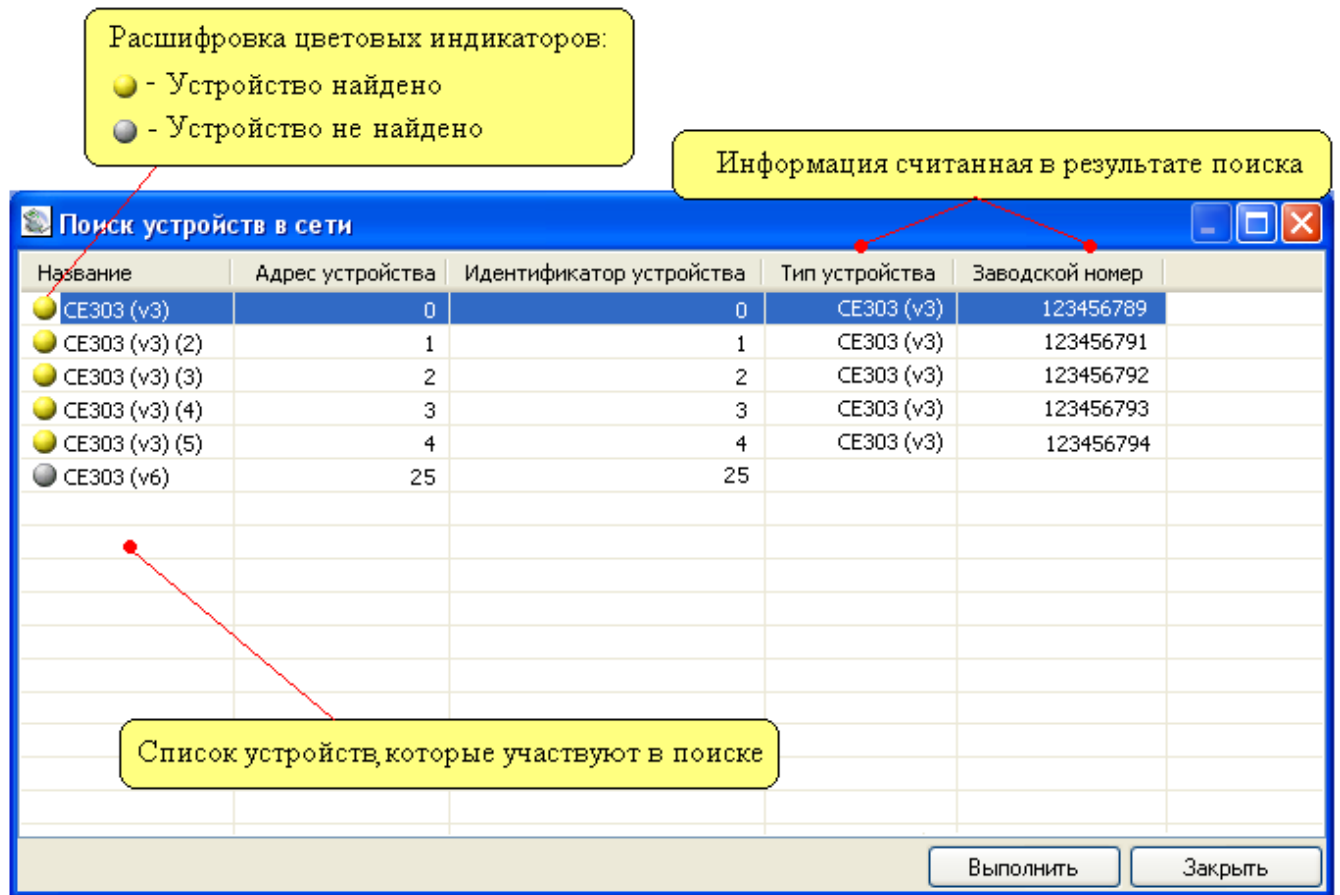 Расшифровка цветовых индикаторов:
- Устройство найдено
- Устройство не найдено
Информация считанная в результате поиска
Поиск устройств в сети
Название Адрес устройства Идентификатор устройства Тип устройства Заводской номер
CE303 (v3) 0 0 CE303 (v3) 123456789
CE303 (v3) (2) 1 1 CE303 (v3) 123456791
CE303 (v3) (3) 2 2 CE303 (v3) 123456792
CE303 (v3) (4) 3 3 CE303 (v3) 123456793
CE303 (v3) (5) 4 4 CE303 (v3) 123456794
CE303 (v6) 25 25
Список устройств,которые участвуют в поиске
Выполнить Закрыть